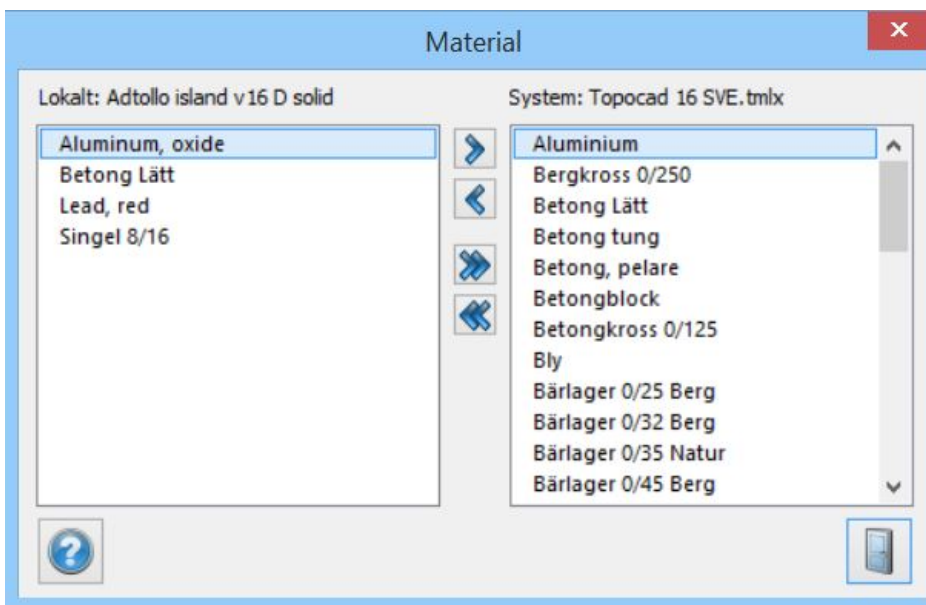 Material
Lokalt: Adtollo island v16 D solid
Aluminum, oxide
Betong Lätt
Lead, red
Singel 8/16
System: Topocad 16 SVE.tmlx
Aluminium
Bergkross 0/250
Betong Lätt
Betong tung
Betong, pelare
Betongblock
Betongkross 0/125
Bly
Bärlager 0/25 Berg
Bärlager 0/32 Berg
Bärlager 0/35 Natur
Bärlager 0/45 Berg